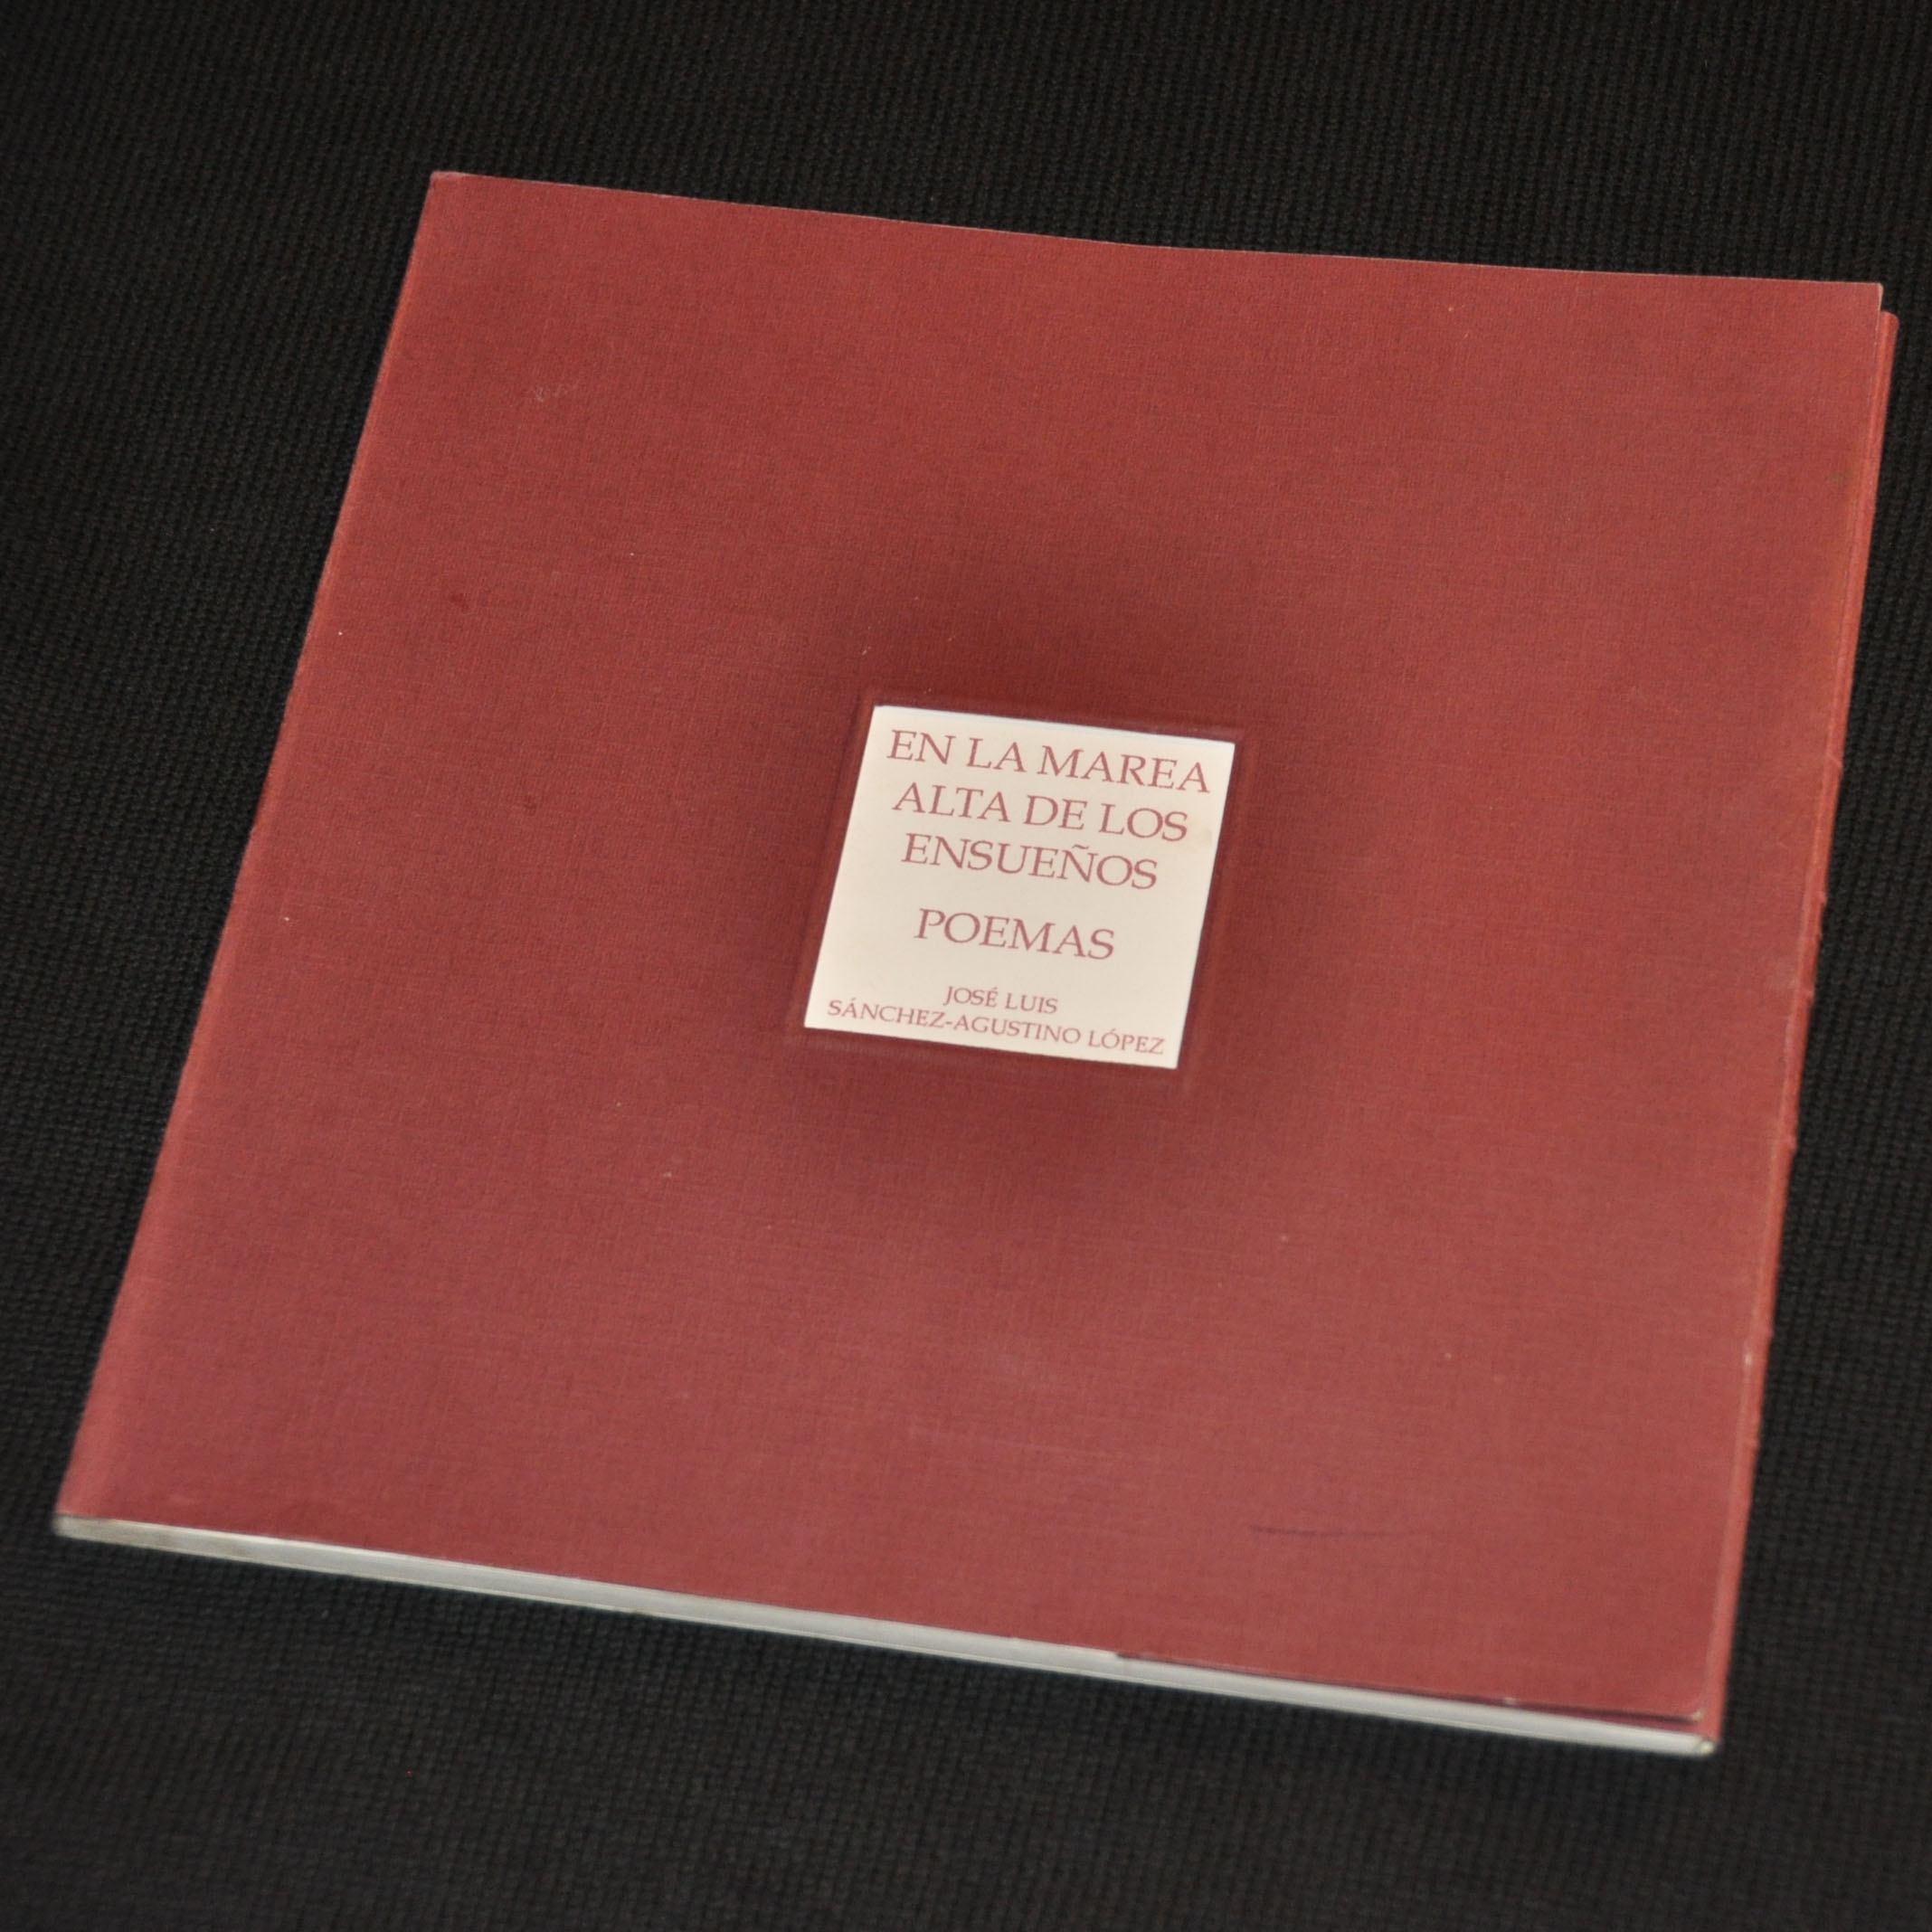 EN LA MAREA
ALTA DE LOS
ENSUEÑOS
POEMAS
JOSÉ LUIS
SÁNCHEZ-AGUSTINO LÓPEZ